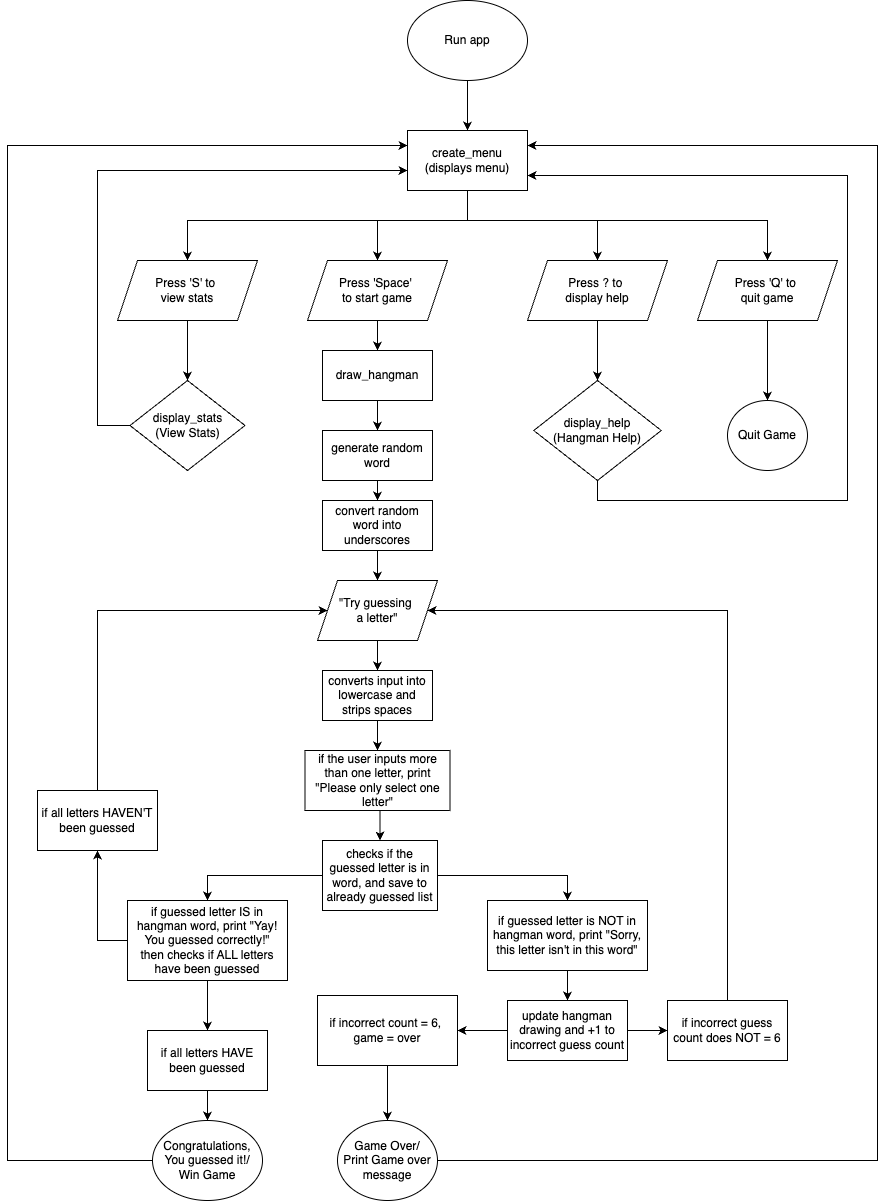 Run app
create_menu
(displays menu)
Press 'S' to
view stats
Press 'Space'
to start game
Press ? to
display help
Press 'Q' to
quit game
draw_hangman
display_stats
(View Stats)
display_help
(Hangman Help)
Quit Game
generate random
word
convert random
word into
underscores
"Try guessing
a letter"
converts input into
lowercase and
strips spaces
if the user inputs more
than one letter, print
"Please only select one
letter"
if all letters HAVEN'T
been guessed
checks if the
guessed letter is in
word, and save to
already guessed list
if guessed letter IS in
hangman word, print "Yay!
You guessed correctly!"
then checks if ALL letters
have been guessed
if guessed letter is NOT in
hangman word, print "Sorry,
this letter isn't in this word"
if incorrect count = 6,
game = over
update hangman
drawing and +1 to
incorrect guess count
if incorrect guess
count does NOT = 6
if all letters HAVE
been guessed
Congratulations,
You guessed it!/
Win Game
Game Over/
Print Game over
message